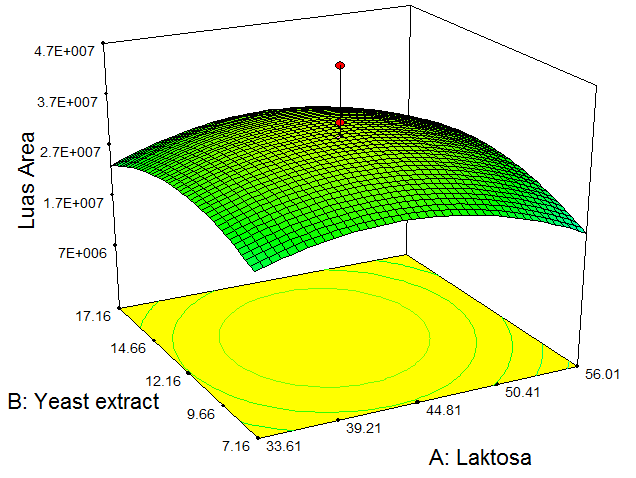 4.7E+007
3.7E+007
2.7E+007
1.7E+007
7E+006
Luas Area
17.16
14.66
12.16
9.66
7.16
B: Yeast extract
33.61
39.21
44.81
50.41
56.01
A: Laktosa